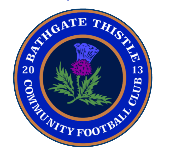 BATHGATE THISTLE
20 13
COMMUNITY FOOTBALL CLUB